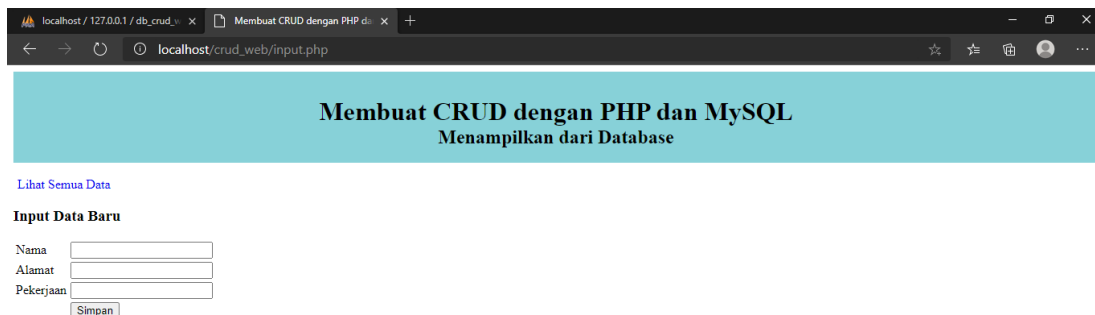 localhost / 127.0.0.1 / db_crud_w
Membuat CRUD dengan PHP da
localhost/crud_web/input.php
Membuat CRUD dengan PHP dan MySQL
Menampilkan dari Database
Lihat Semua Data
Input Data Baru
Nama
Alamat
Pekerjaan
Simpan